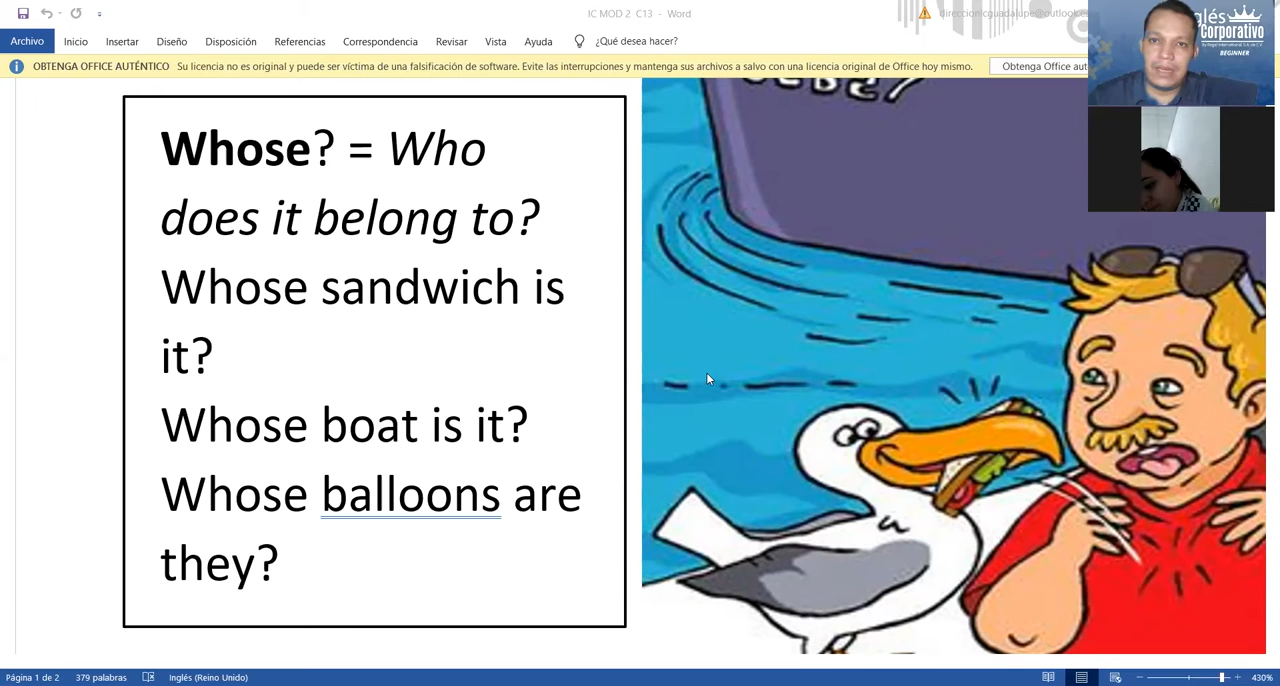 IC MOD 2 C13 - Word
Archivo Inicio Insertar Diseño Disposición Referencias Correspondencia Revisar Vista Ayuda ¿Qué desea hacer?
OBTENGA OFFICE AUTÉNTICO Su licencia no es original y puede ser víctima de una falsificación de software. Evite las interrupciones y mantenga sus archivos a salvo con una licencia original de Office hoy mismo. Obtenga Office
Corporativo
BEGINNER
Whose? = Who
does it belong to?
Whose sandwich is
it?
Whose boat is it?
Whose balloons are
they?
Página 1 de 2 379 palabras Inglés (Reino Unido) 430%